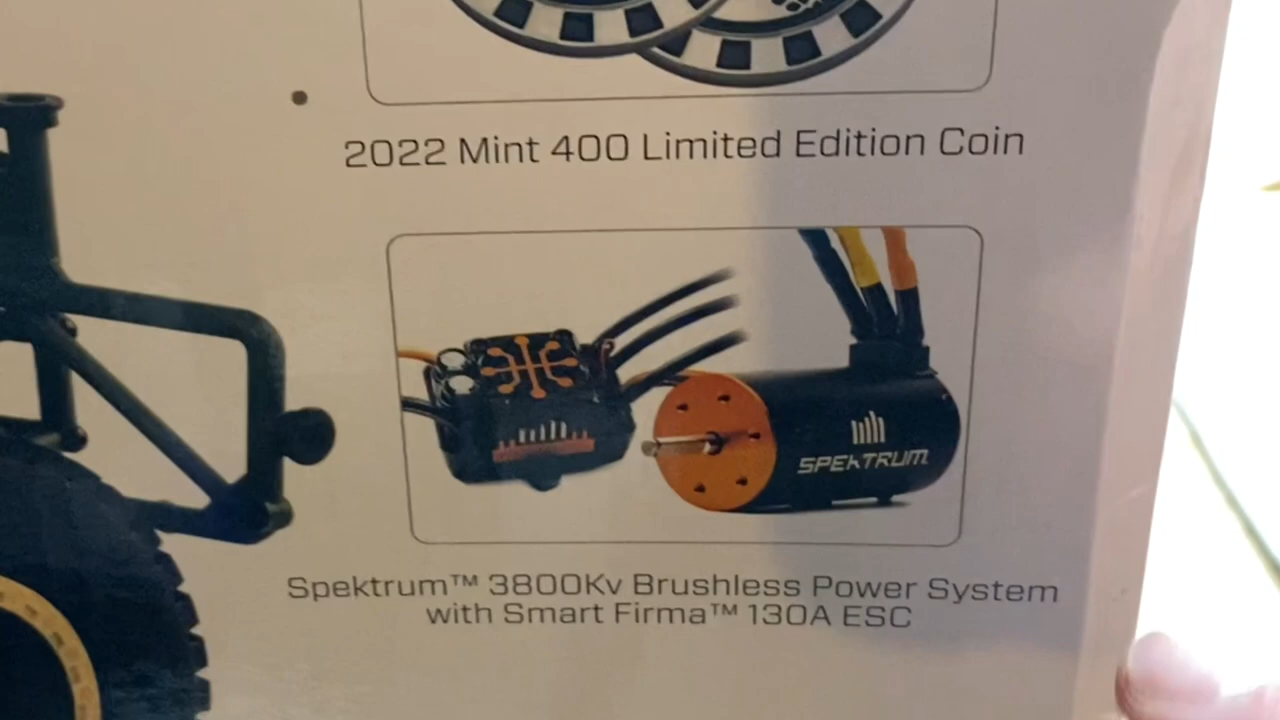 2022 Mint 400 Limited Edition Coin
SPEKTRUM
Spektrum™ 3800Kv Brushless Power System
with Smart Firma™ 130A ESC